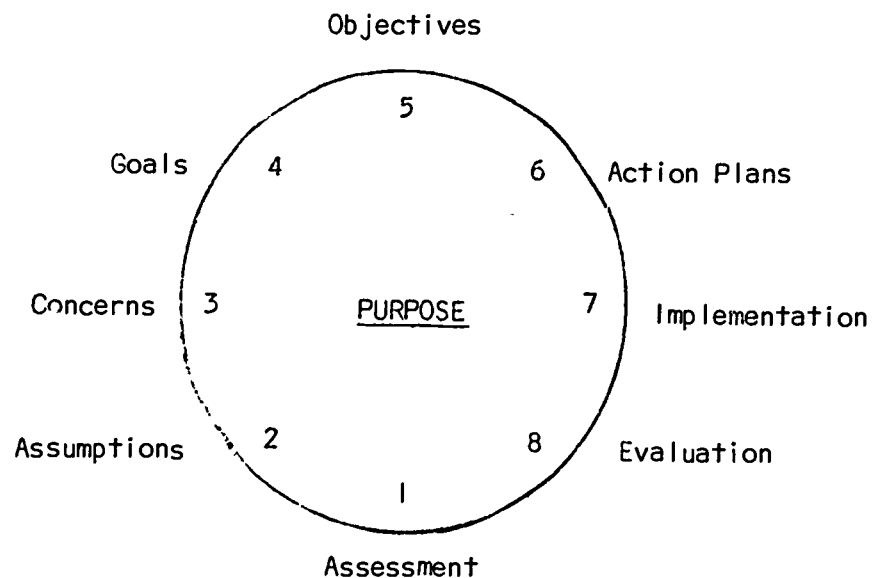 Objectives
5
Goals 4 6 Action Plans
Concerns 3 PURPOSE 7 Implementation
Assumptions 2 8 Evaluation
1
Assessment